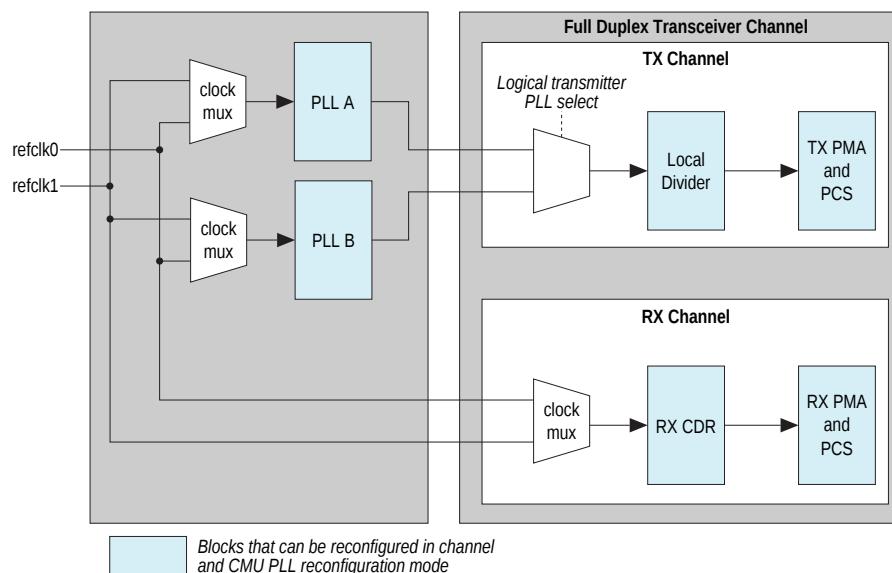 Full Duplex Transceiver Channel
TX Channel
Logical transmitter
PLL select
clock
mux
PLL A
refclk0
refclk1
Local
Divider
TX PMA
and
PCS
clock
mux
PLL B
RX Channel
clock
mux
RX CDR
RX PMA
and
PCS
Blocks that can be reconfigured in channel
and CMU PLL reconfiguration mode